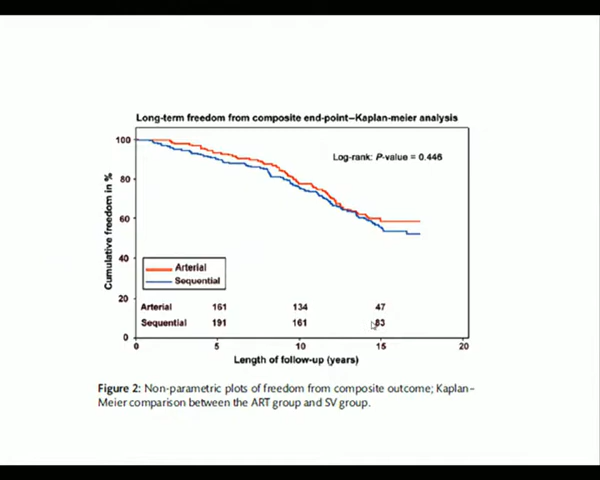 Long-term freedom from composite end-point–Kaplan-meier analysis
Log-rank: P-value = 0.446
Cumulative freedom in %
100
80
60
40
20
0
Arterial
Sequential
Arterial 161 134 47
Sequential 191 161 83
0 5 10 15 20
Length of follow-up (years)
Figure 2: Non-parametric plots of freedom from composite outcome; Kaplan–
Meier comparison between the ART group and SV group.